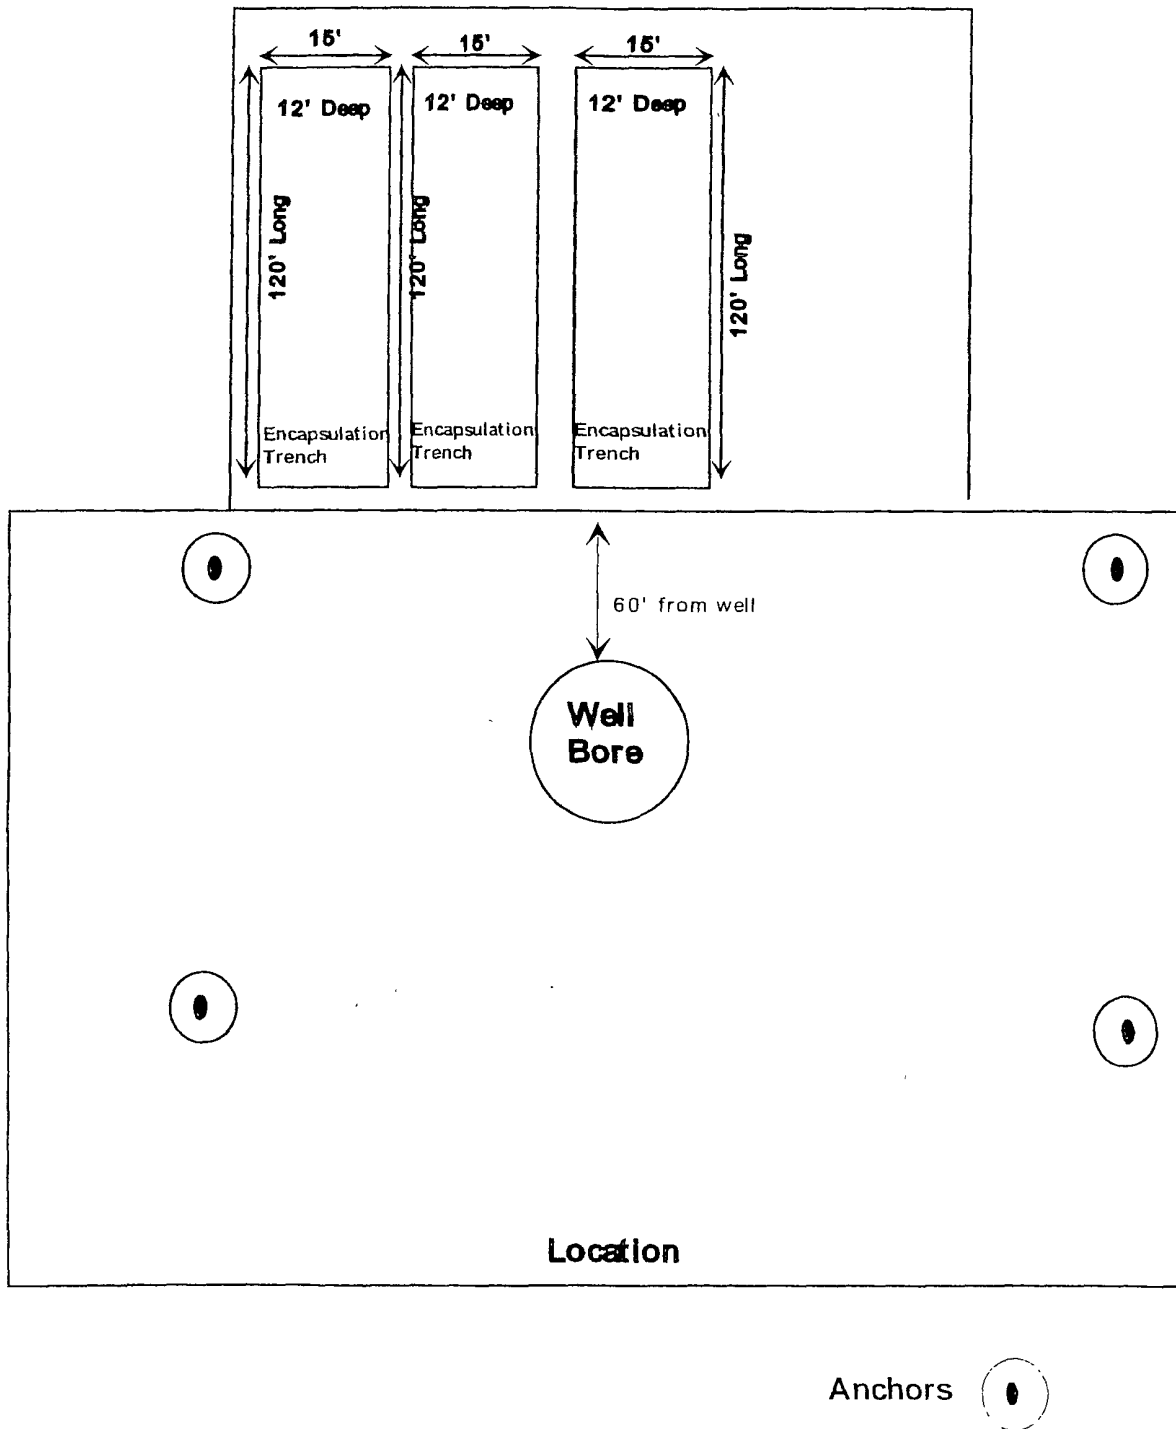 15'
15'
15'
12' Deep
12' Deep
12' Deep
120' Long
120' Long
120' Long
Encapsulation
Trench
Encapsulation
Trench
Encapsulation
Trench
60' from well
Well
Bore
Location
Anchors